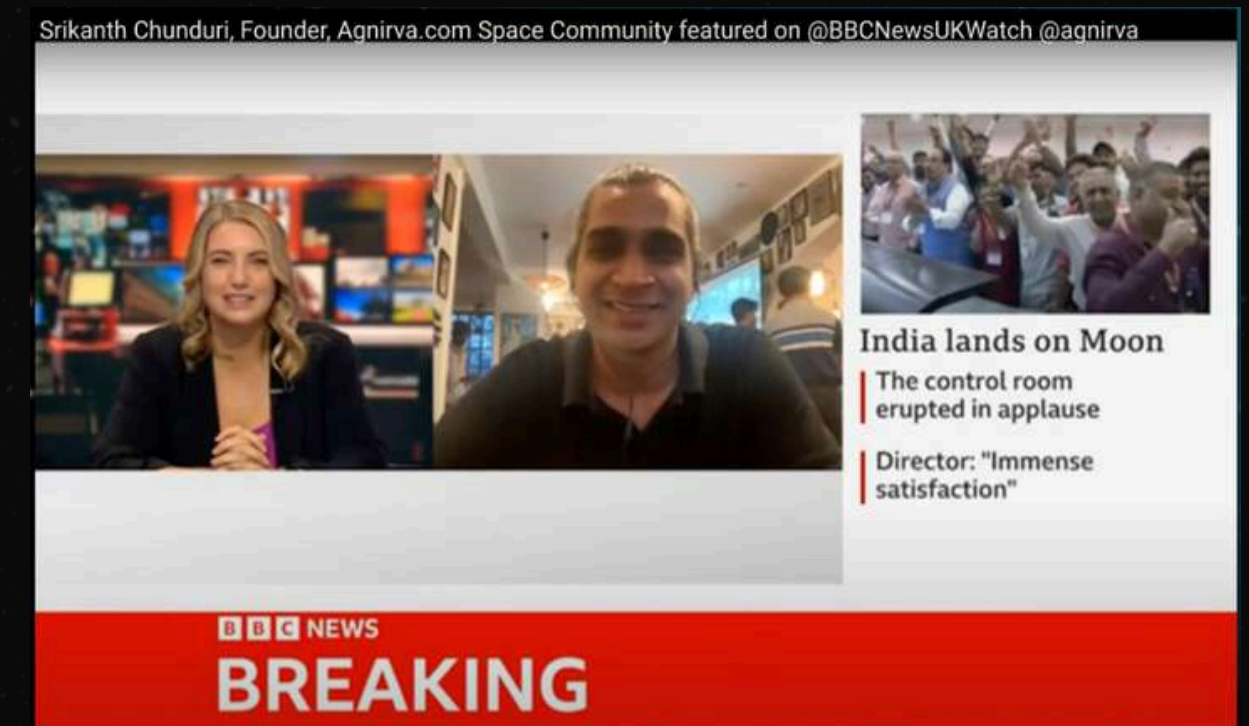 Srikanth Chunduri, Founder, Agnirva.com Space Community featured on @BBCNewsUKWatch @agnirva
India lands on Moon
The control room
erupted in applause
Director: "Immense
satisfaction"
BBC NEWS
BREAKING